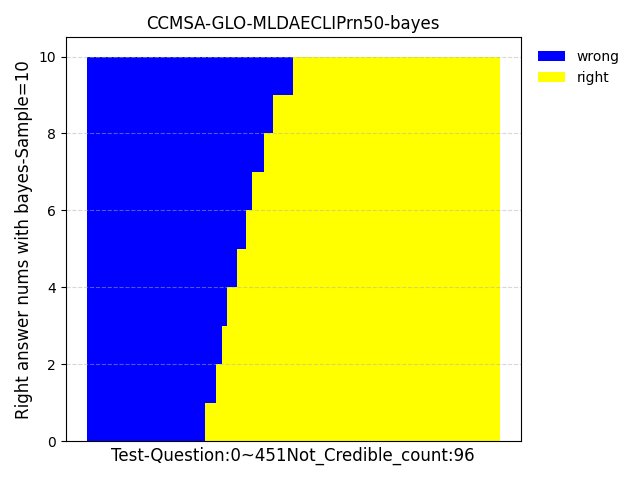 CCMSA-GLO-MLDAECLIPrn50-bayes
wrong
right
Right answer nums with bayes-Sample=10
10
8
6
4
2
0
Test-Question:0~451Not_Credible_count:96